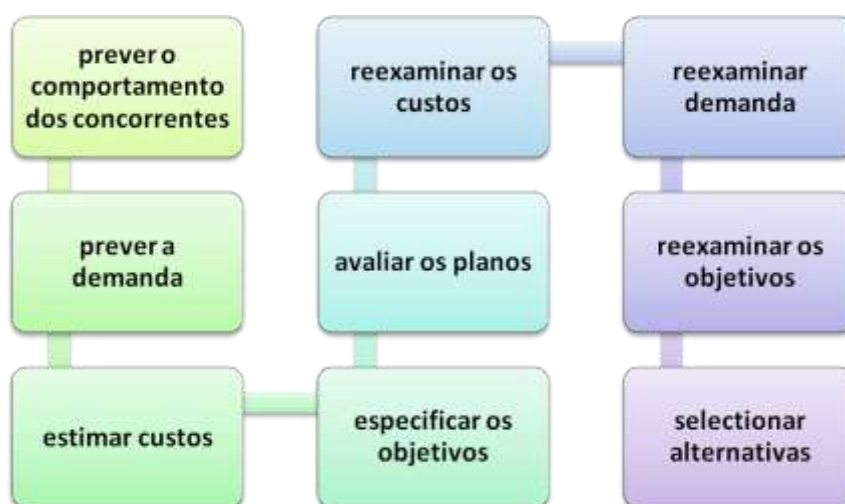 prever o
comportamento
dos concorrentes
prever a
demanda
estimar custos
especificar os
objetivos
avaliar os planos
reexaminar os
custos
reexaminar
demanda
reexaminar os
objetivos
selectionar
alternativas